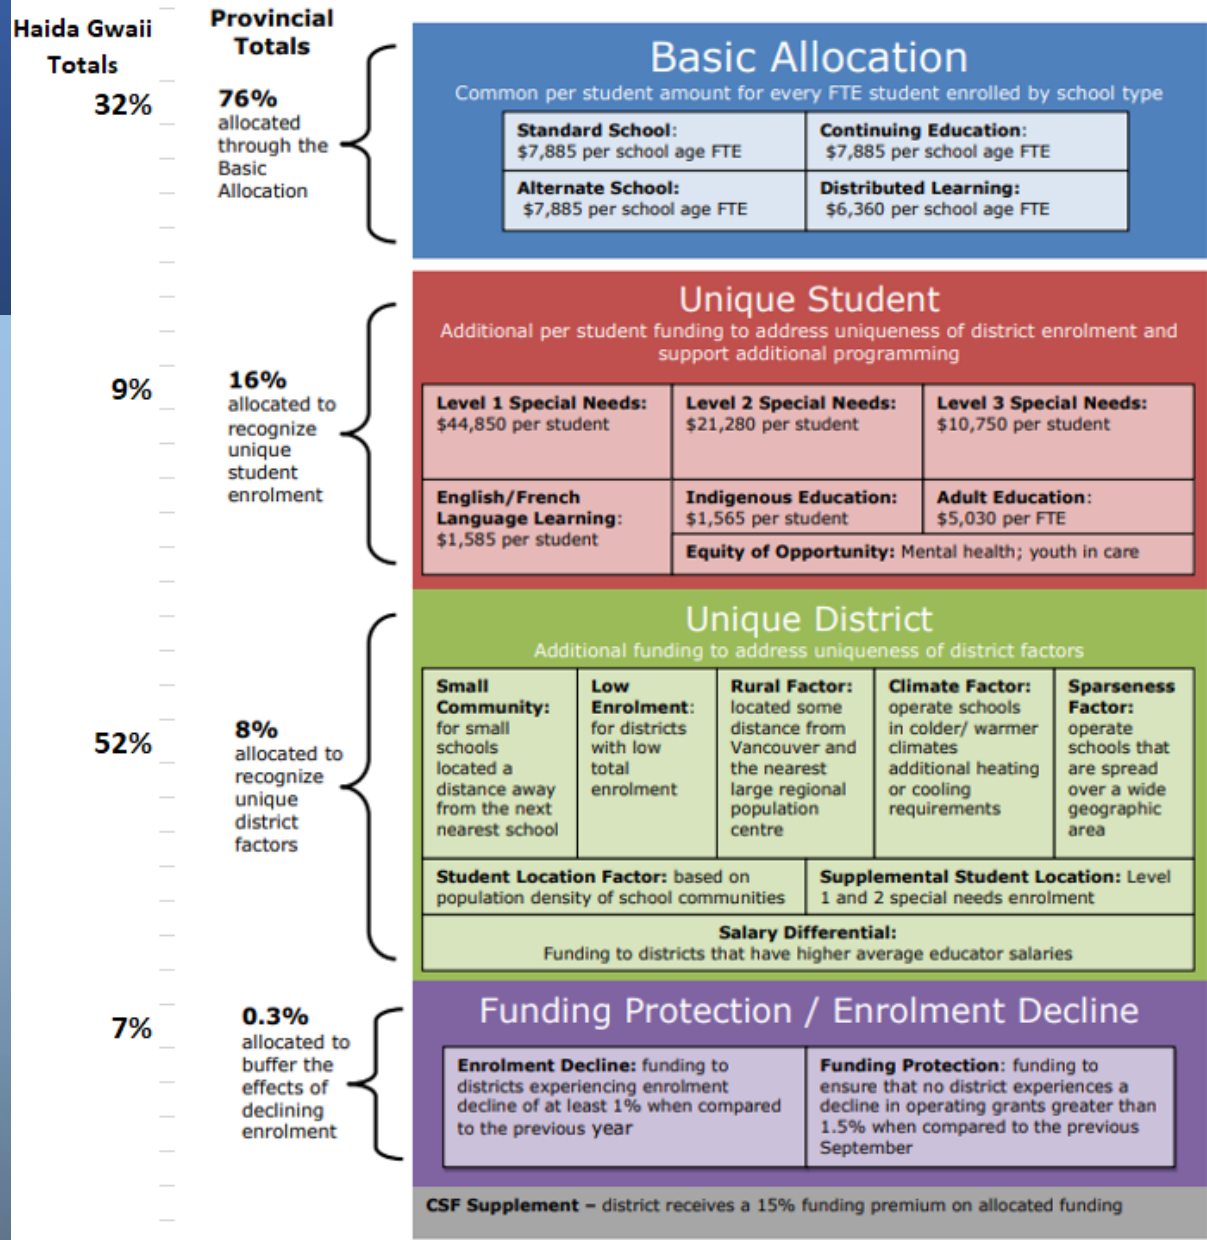 Haida Gwaii
Totals
Provincial
Totals
32%
76%
allocated
through the
Basic
Allocation
Basic Allocation
Common per student amount for every FTE student enrolled by school type
Standard School:
$7,885 per school age FTE
Continuing Education:
$7,885 per school age FTE
Alternate School:
$7,885 per school age FTE
Distributed Learning:
$6,360 per school age FTE
9%
16%
allocated to
recognize
unique
student
enrolment
Unique Student
Additional per student funding to address uniqueness of district enrolment and
support additional programming
Level 1 Special Needs:
$44,850 per student
Level 2 Special Needs:
$21,280 per student
Level 3 Special Needs:
$10,750 per student
English/French
Language Learning:
$1,585 per student
Indigenous Education:
$1,565 per student
Adult Education:
$5,030 per FTE
Equity of Opportunity: Mental health; youth in care
52%
8%
allocated to
recognize
unique
district
factors
Unique District
Additional funding to address uniqueness of district factors
Small
Community:
for small
schools
located a
distance away
from the next
nearest school
Low
Enrolment:
for districts
with low
total
enrolment
Rural Factor:
located some
distance from
Vancouver and
the nearest
large regional
population
centre
Climate Factor:
operate schools
in colder/ warmer
climates
additional heating
or cooling
requirements
Sparseness
Factor:
operate
schools that
are spread
over a wide
geographic
area
Student Location Factor: based on
population density of school communities
Supplemental Student Location: Level
1 and 2 special needs enrolment
Salary Differential:
Funding to districts that have higher average educator salaries
7%
0.3%
allocated to
buffer the
effects of
declining
enrolment
Funding Protection / Enrolment Decline
Enrolment Decline: funding to
districts experiencing enrolment
decline of at least 1% when compared
to the previous year
Funding Protection: funding to
ensure that no district experiences a
decline in operating grants greater than
1.5% when compared to the previous
September
CSF Supplement – district receives a 15% funding premium on allocated funding